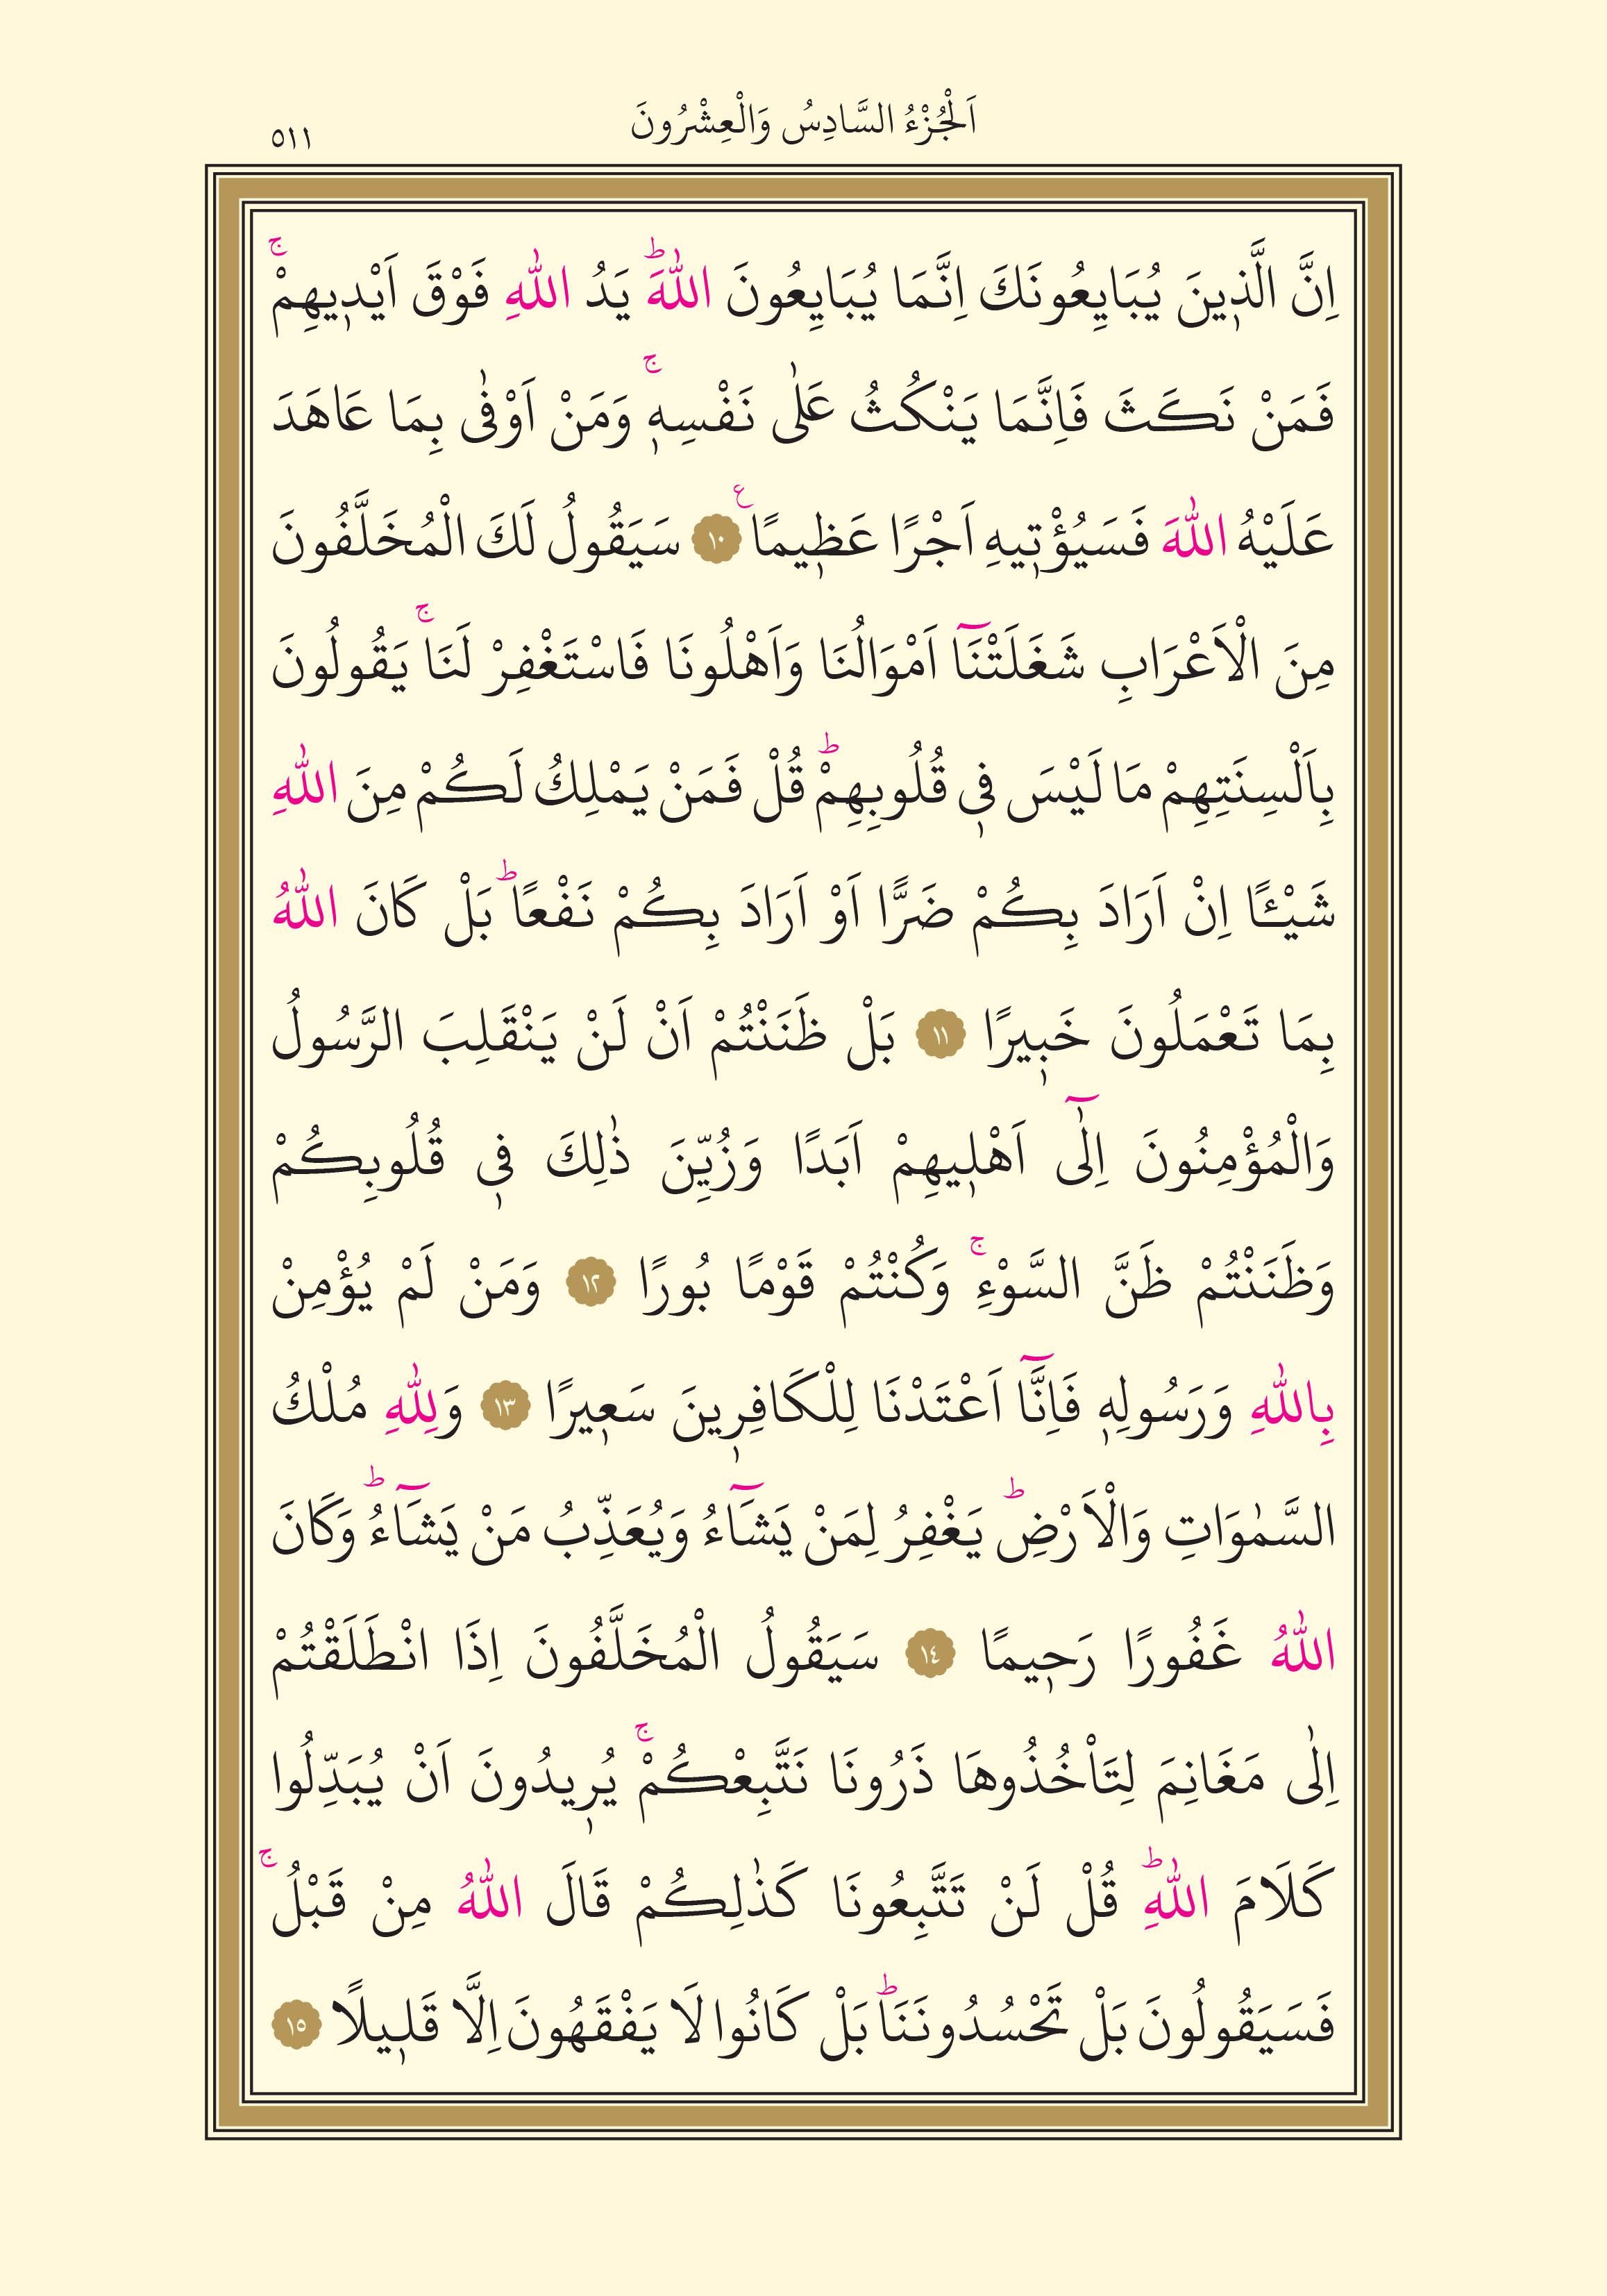 اَلْجُزْءُ السَّادِسُ وَالْعِشْرُونَ
٥١١
اِنَّ الَّذ۪ينَ يُبَايِعُونَكَ اِنَّمَا يُبَايِعُونَ اللّٰهَۜ يَدُ اللّٰهِ فَوْقَ اَيْد۪يهِمْۚ
فَمَنْ نَكَثَ فَاِنَّمَا يَنْكُثُ عَلٰى نَفْسِه۪ۚ وَمَنْ اَوْفٰى بِمَا عَاهَدَ
عَلَيْهُ اللّٰهَ فَسَيُؤْت۪يهِ اَجْرًا عَظ۪يمًاࣖ ١٠ سَيَقُولُ لَكَ الْمُخَلَّفُونَ
مِنَ الْاَعْرَابِ شَغَلَتْنَٓا اَمْوَالُنَا وَاَهْلُونَا فَاسْتَغْفِرْ لَنَاۚ يَقُولُونَ
بِاَلْسِنَتِهِمْ مَا لَيْسَ ف۪ي قُلُوبِهِمْۜ قُلْ فَمَنْ يَمْلِكُ لَكُمْ مِنَ اللّٰهِ
شَيْـًٔا اِنْ اَرَادَ بِكُمْ ضَرًّا اَوْ اَرَادَ بِكُمْ نَفْعًاۜ بَلْ كَانَ اللّٰهُ
بِمَا تَعْمَلُونَ خَب۪يرًا ١١ بَلْ ظَنَنْتُمْ اَنْ لَنْ يَنْقَلِبَ الرَّسُولُ
وَالْمُؤْمِنُونَ اِلٰٓى اَهْل۪يهِمْ اَبَدًا وَزُيِّنَ ذٰلِكَ ف۪ي قُلُوبِكُمْ
وَظَنَنْتُمْ ظَنَّ السَّوْءِۚ وَكُنْتُمْ قَوْمًا بُورًا ١٢ وَمَنْ لَمْ يُؤْمِنْ
بِاللّٰهِ وَرَسُولِه۪ فَاِنَّٓا اَعْتَدْنَا لِلْكَافِر۪ينَ سَع۪يرًا ١٣ وَلِلّٰهِ مُلْكُ
السَّمٰوَاتِ وَالْاَرْضِۜ يَغْفِرُ لِمَنْ يَشَٓاءُ وَيُعَذِّبُ مَنْ يَشَٓاءُۜ وَكَانَ
اللّٰهُ غَفُورًا رَح۪يمًا ١٤ سَيَقُولُ الْمُخَلَّفُونَ اِذَا انْطَلَقْتُمْ
اِلٰى مَغَانِمَ لِتَاْخُذُوهَا ذَرُونَا نَتَّبِعْكُمْۚ يُر۪يدُونَ اَنْ يُبَدِّلُوا
كَلَامَ اللّٰهِۜ قُلْ لَنْ تَتَّبِعُونَا كَذٰلِكُمْ قَالَ اللّٰهُ مِنْ قَبْلُۚ
فَسَيَقُولُونَ بَلْ تَحْسُدُونَنَاۜ بَلْ كَانُوا لَا يَفْقَهُونَ اِلَّا قَل۪يلًا ١٥